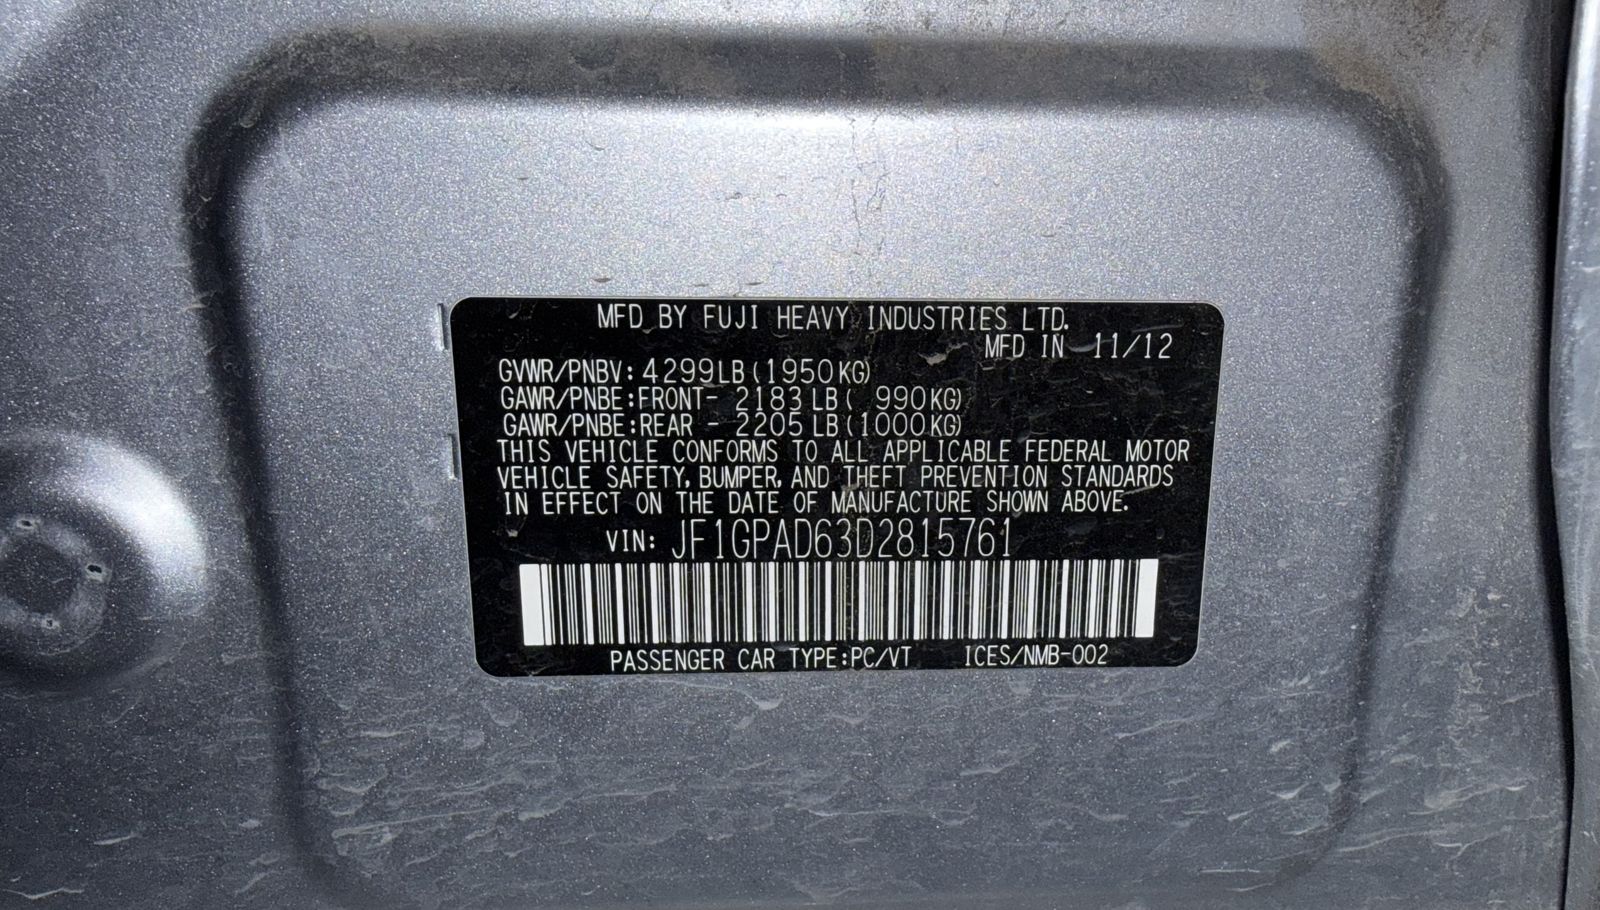 MFD BY FUJI HEAVY INDUSTRIES LTD.
MFD IN 11/12
GVWR/PNBV: 4299LB(1950KG)
GAWR/PNBE:FRONT- 2183LB( 990KG)
GAWR/PNBE:REAR - 2205LB(1000KG)
THIS VEHICLE CONFORMS TO ALL APPLICABLE FEDERAL MOTOR
VEHICLE SAFETY, BUMPER, AND THEFT PREVENTION STANDARDS
IN EFFECT ON THE DATE OF MANUFACTURE SHOWN ABOVE.
VIN: JF1GPAD63D2815761
PASSENGER CAR TYPE:PC/VT ICES/NMB-002